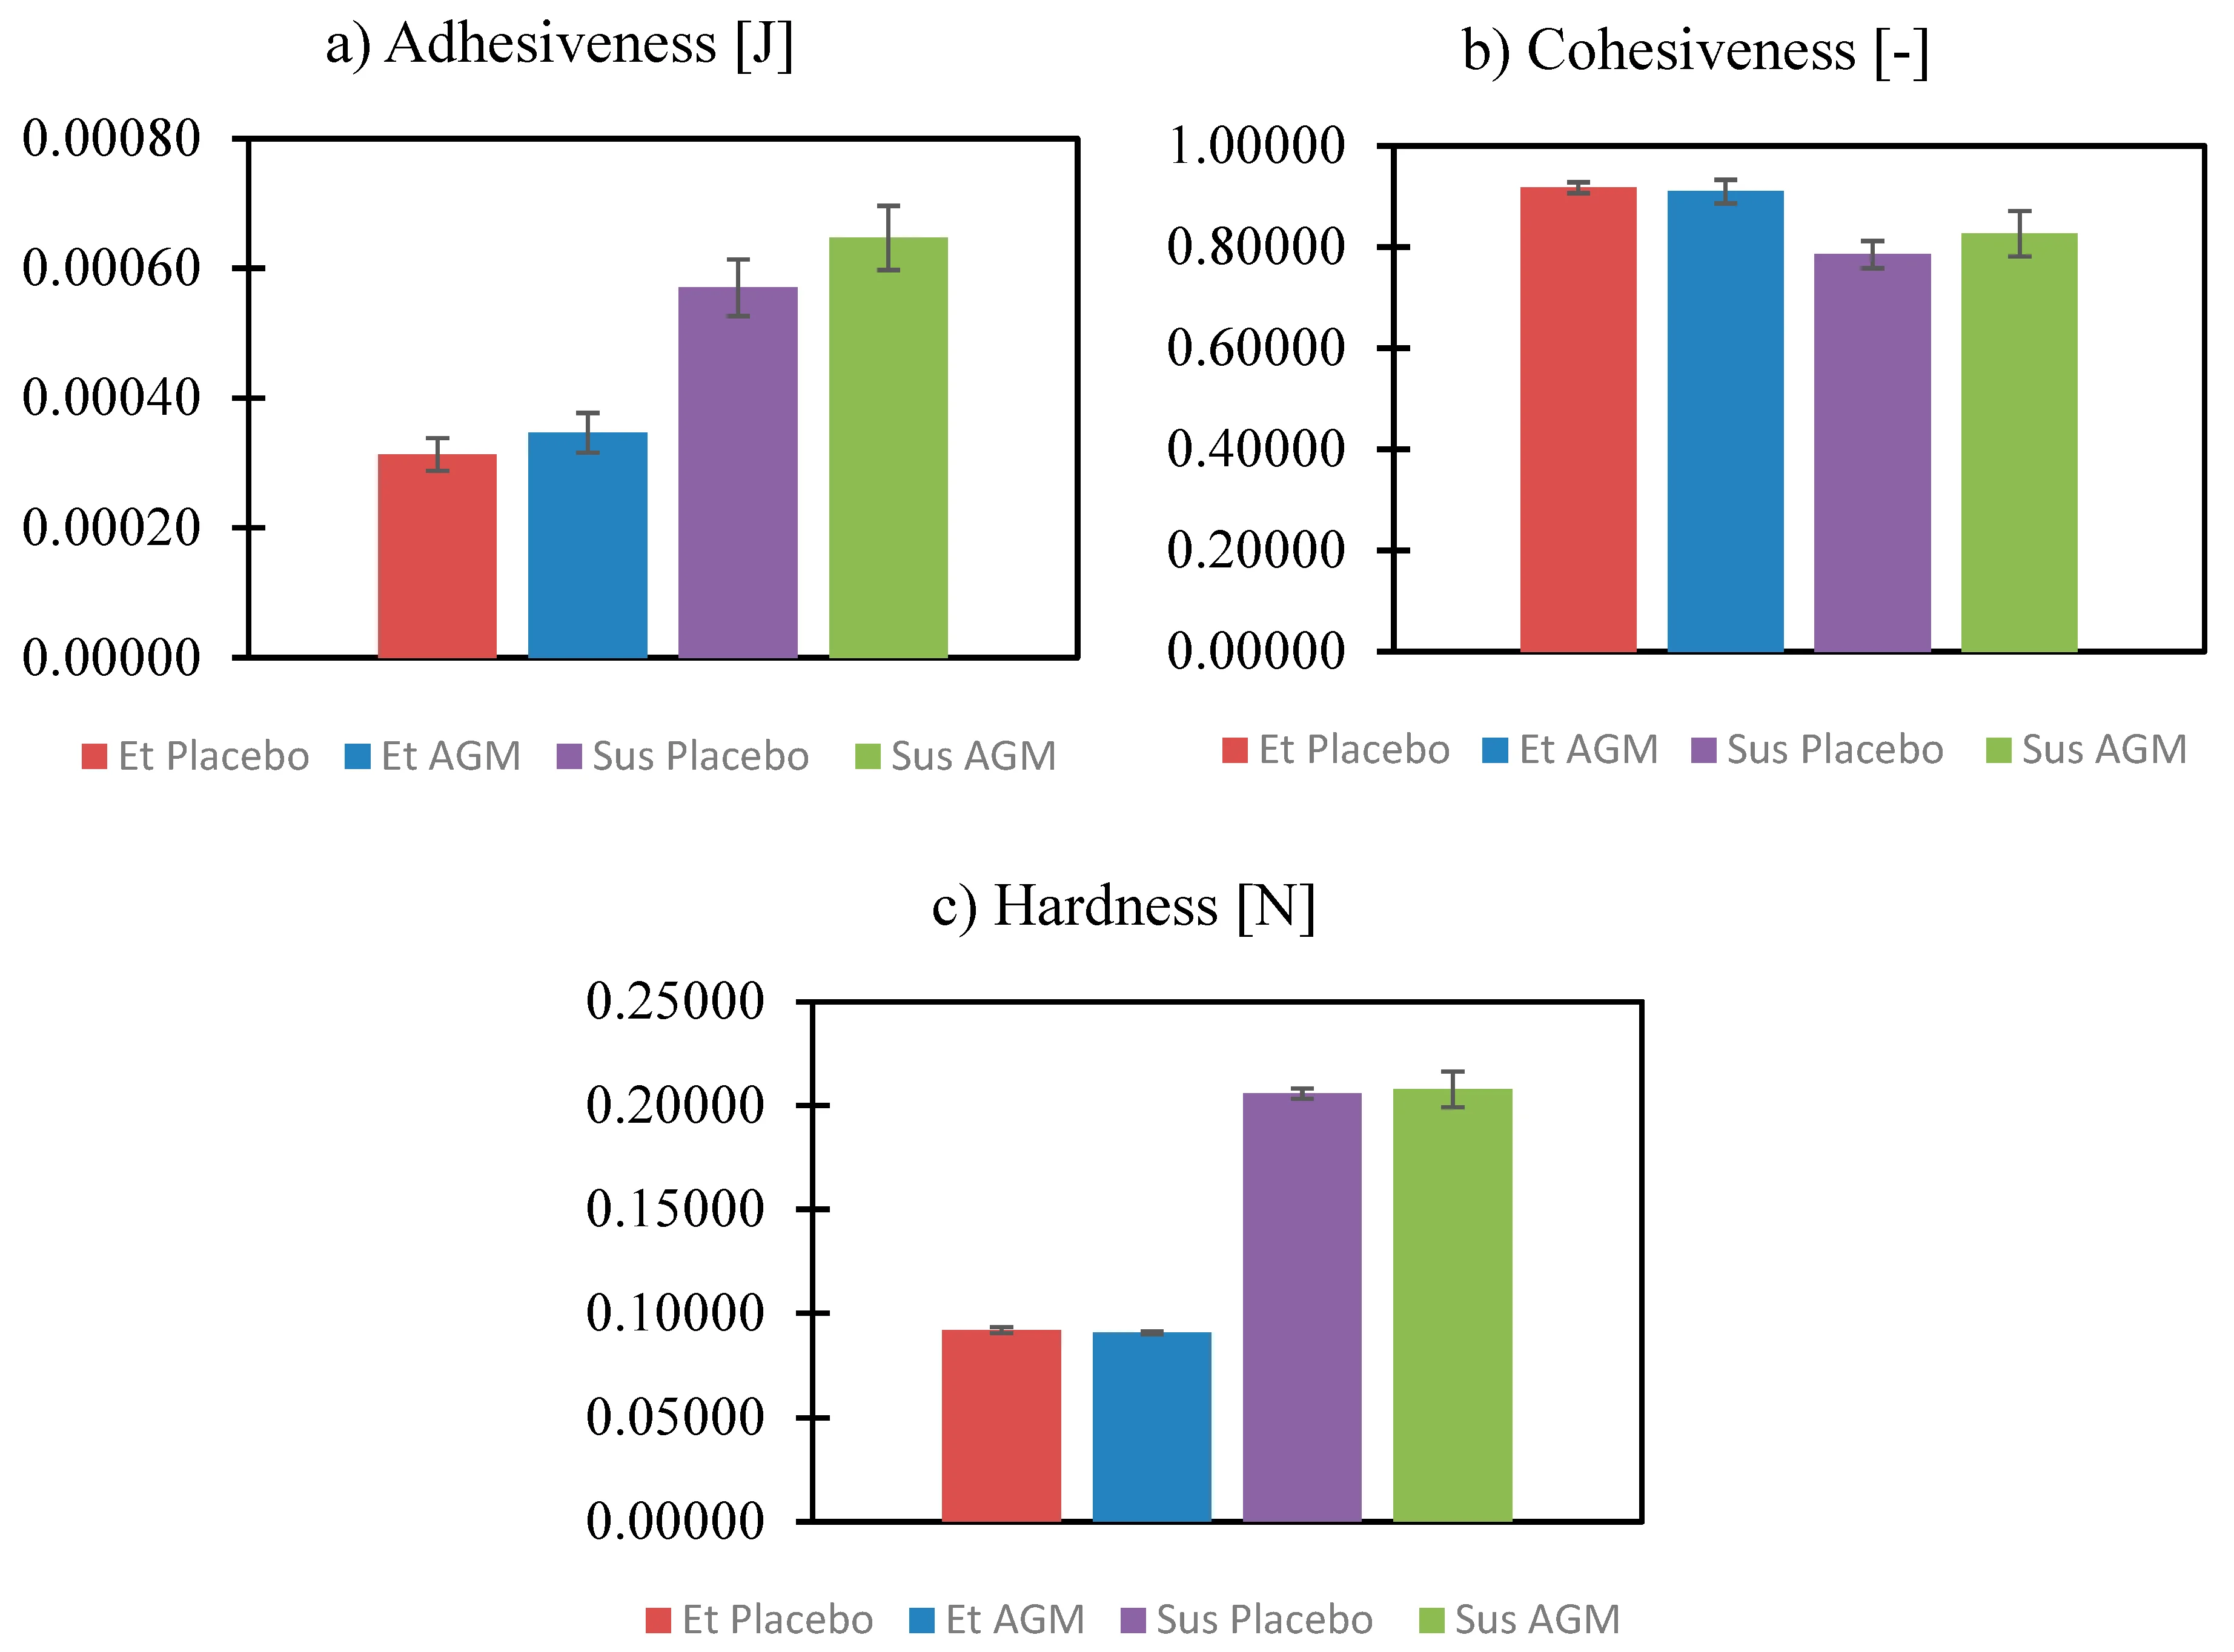 a) Adhesiveness [J]
0.00080
0.00060
0.00040
0.00020
0.00000
Et Placebo Et AGM Sus Placebo Sus AGM
b) Cohesiveness [-]
1.00000
0.80000
0.60000
0.40000
0.20000
0.00000
Et Placebo Et AGM Sus Placebo Sus AGM
c) Hardness [N]
0.25000
0.20000
0.15000
0.10000
0.05000
0.00000
Et Placebo Et AGM Sus Placebo Sus AGM